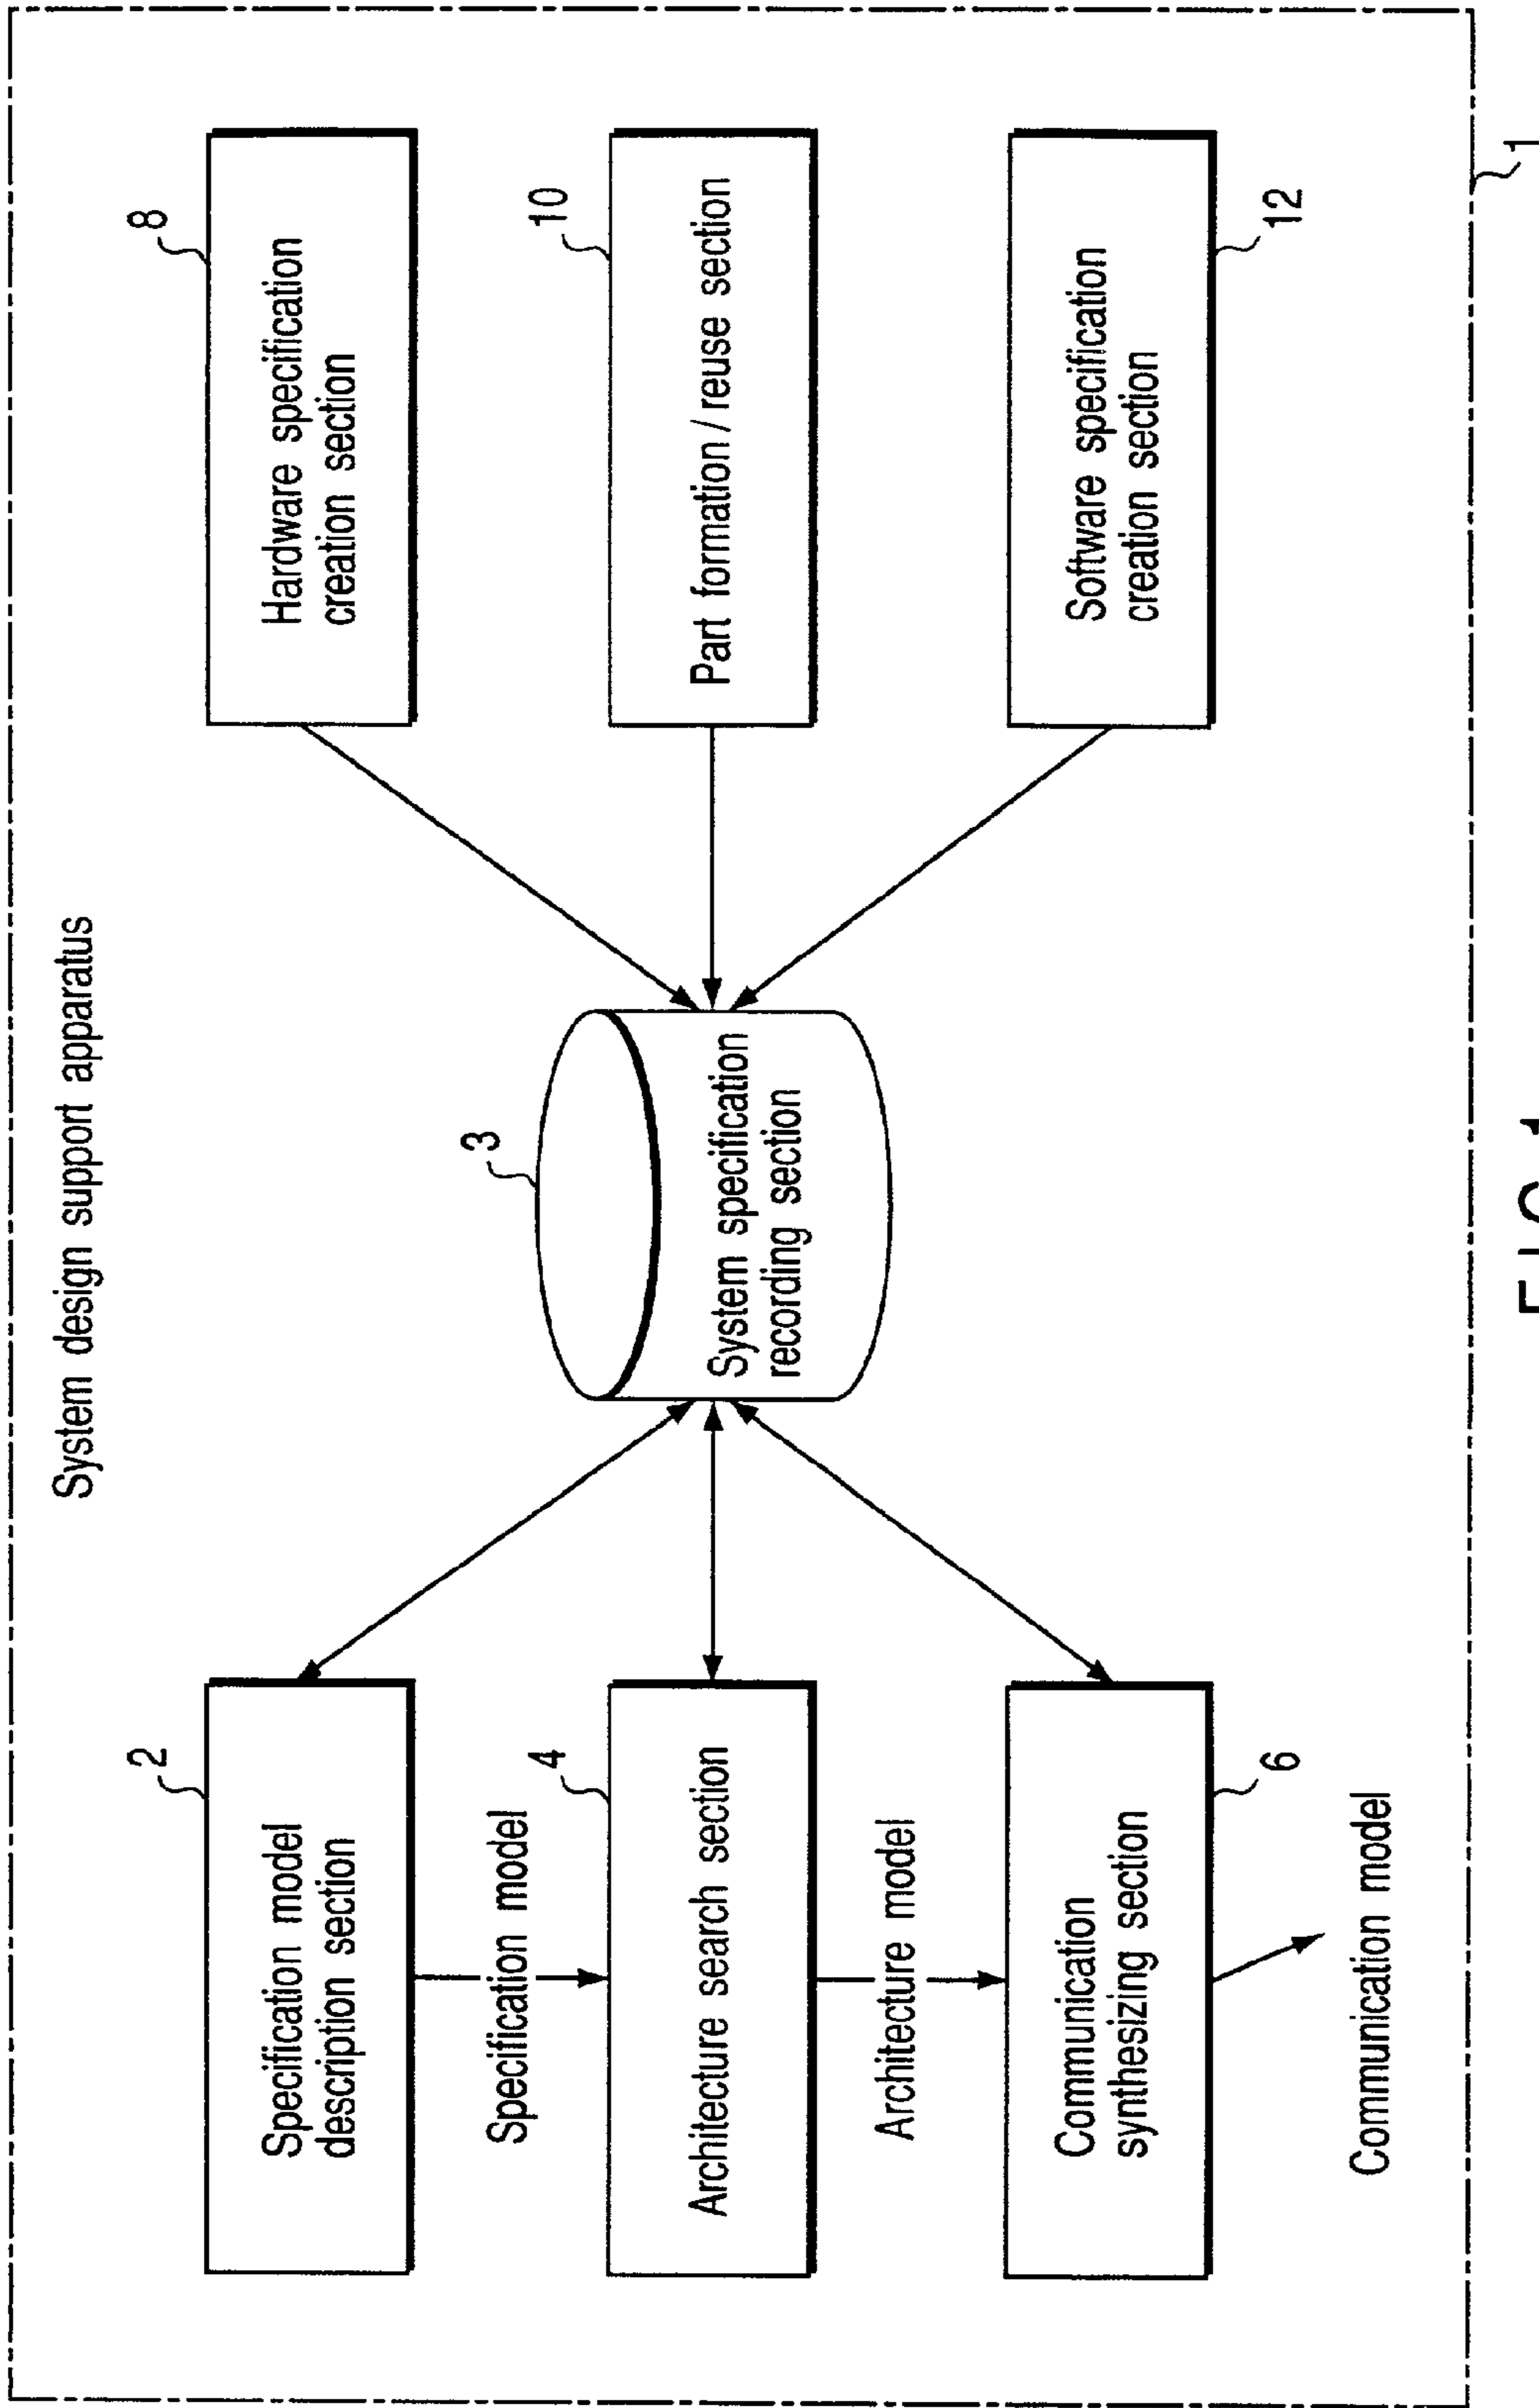 System design support apparatus
2
Specification model
description section
Specification model
4
Architecture search section
Architecture model
Communication
synthesizing section
6
Communication model
3
System specification
recording section
8
Hardware specification
creation section
10
Part formation / reuse section
Software specification
creation section
12
1
FIG. 1